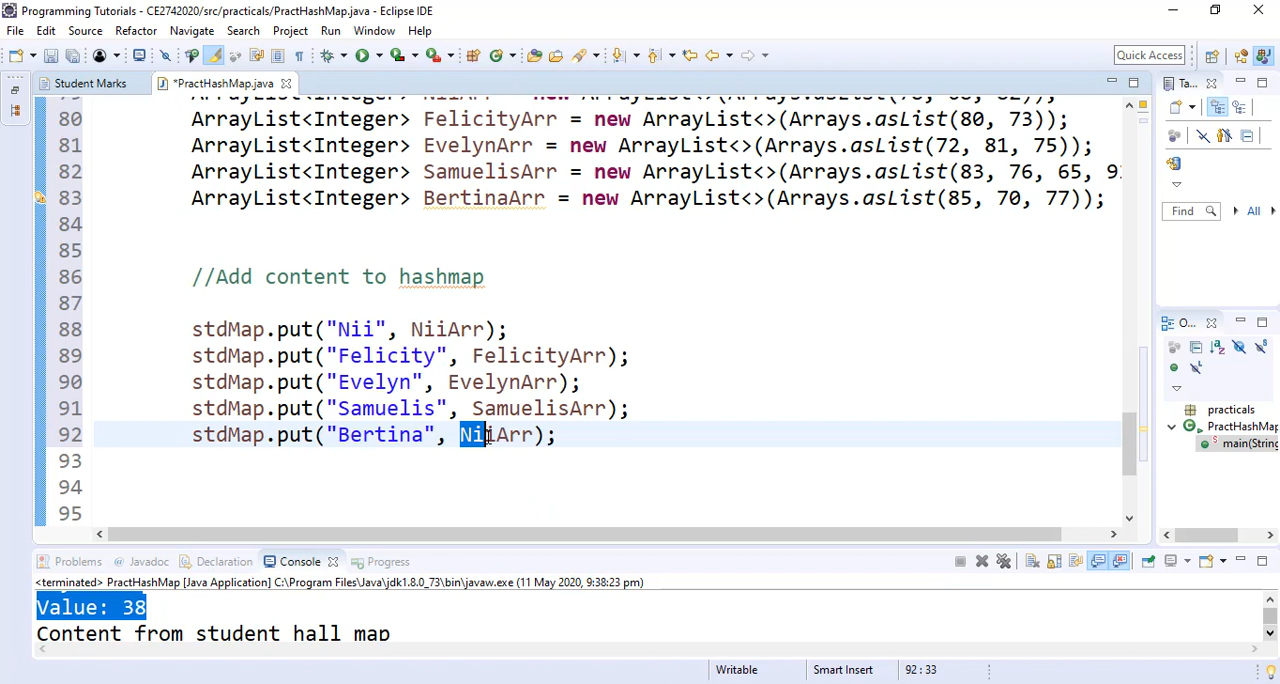 Programming Tutorials - CE2742020/src/practicals/PractHashMap.java - Eclipse IDE
File Edit Source Refactor Navigate Search Project Run Window Help
Quick Access
Student Marks *PractHashMap.java
Ta...
80 ArrayList<Integer> FelicityArr = new ArrayList<>(Arrays.asList(80, 73));
81 ArrayList<Integer> EvelynArr = new ArrayList<>(Arrays.asList(72, 81, 75));
82 ArrayList<Integer> SamuelisArr = new ArrayList<>(Arrays.asList(83, 76, 65,
83 ArrayList<Integer> BertinaArr = new ArrayList<>(Arrays.asList(85, 70, 77));
84
85
86 //Add content to hashmap
87
88 stdMap.put("Nii", NiiArr);
89 stdMap.put("Felicity", FelicityArr);
90 stdMap.put("Evelyn", EvelynArr);
91 stdMap.put("Samuelis", SamuelisArr);
92 stdMap.put("Bertina", NiiArr);
93
94
95
Find All
O...
practicals
PractHashMap
main(String
Problems Javadoc Declaration Console Progress
<terminated> PractHashMap [Java Application] C:\Program Files\Java\jdk1.8.0_73\bin\javaw.exe (11 May 2020, 9:38:23 pm)
Value: 38
Content from student hall map
Writable Smart Insert 92 : 33